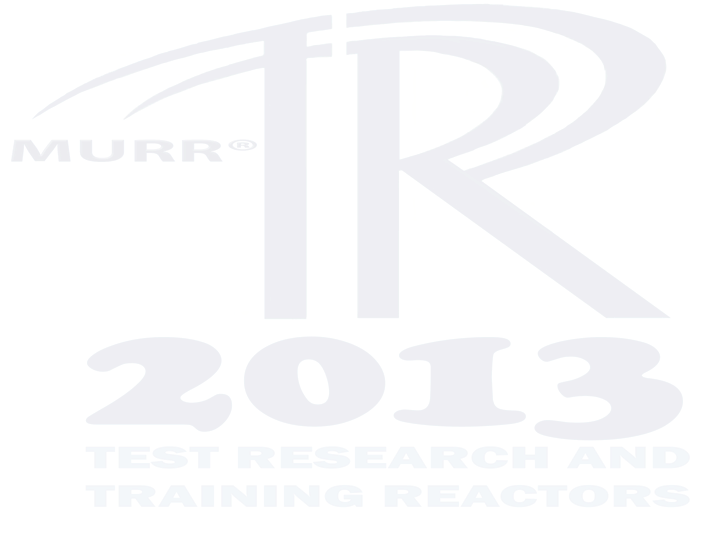 TR
MURR®
2013
TEST RESEARCH AND
TRAINING REACTORS